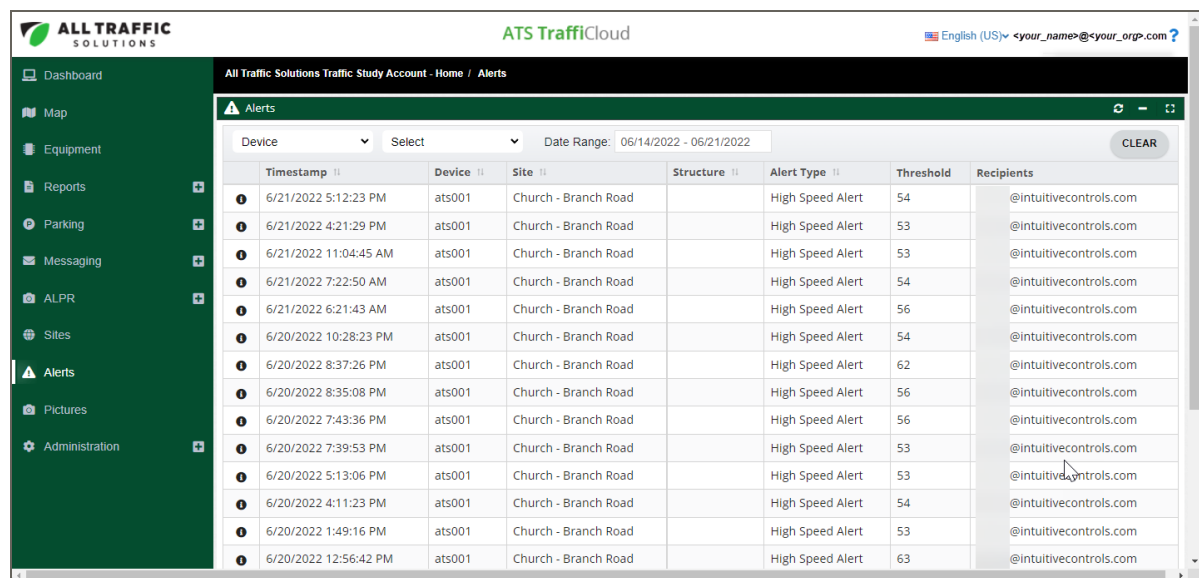 ALL TRAFFIC
SOLUTIONS
ATS TraffiCloud
English (US) <your_name>@<your_org>.com ?
Dashboard
Map
Equipment
Reports
Parking
Messaging
ALPR
Sites
Alerts
Pictures
Administration
All Traffic Solutions Traffic Study Account - Home / Alerts
Alerts
Device Select Date Range: 06/14/2022 - 06/21/2022 CLEAR
Timestamp Device Site Structure Alert Type Threshold Recipients
6/21/2022 5:12:23 PM ats001 Church - Branch Road High Speed Alert 54 @intuitivecontrols.com
6/21/2022 4:21:29 PM ats001 Church - Branch Road High Speed Alert 53 @intuitivecontrols.com
6/21/2022 11:04:45 AM ats001 Church - Branch Road High Speed Alert 53 @intuitivecontrols.com
6/21/2022 7:22:50 AM ats001 Church - Branch Road High Speed Alert 54 @intuitivecontrols.com
6/21/2022 6:21:43 AM ats001 Church - Branch Road High Speed Alert 56 @intuitivecontrols.com
6/20/2022 10:28:23 PM ats001 Church - Branch Road High Speed Alert 54 @intuitivecontrols.com
6/20/2022 8:37:26 PM ats001 Church - Branch Road High Speed Alert 62 @intuitivecontrols.com
6/20/2022 8:35:08 PM ats001 Church - Branch Road High Speed Alert 56 @intuitivecontrols.com
6/20/2022 7:43:36 PM ats001 Church - Branch Road High Speed Alert 56 @intuitivecontrols.com
6/20/2022 7:39:53 PM ats001 Church - Branch Road High Speed Alert 53 @intuitivecontrols.com
6/20/2022 5:13:06 PM ats001 Church - Branch Road High Speed Alert 53 @intuitivecontrols.com
6/20/2022 4:11:23 PM ats001 Church - Branch Road High Speed Alert 54 @intuitivecontrols.com
6/20/2022 1:49:16 PM ats001 Church - Branch Road High Speed Alert 53 @intuitivecontrols.com
6/20/2022 12:56:42 PM ats001 Church - Branch Road High Speed Alert 63 @intuitivecontrols.com